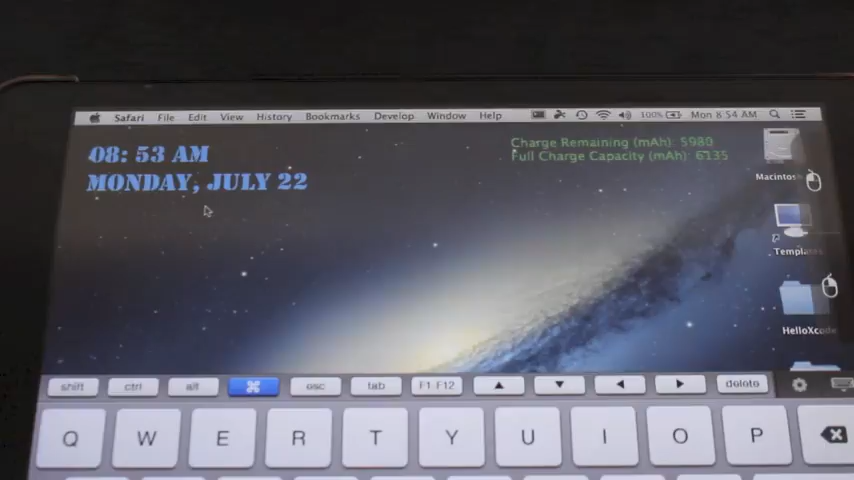 Safari File Edit View History Bookmarks Develop Window Help 100% Mon 8:54 AM
08: 53 AM
MONDAY, JULY 22
Charge Remaining (mAh): 5980
Full Charge Capacity (mAh): 6135
Macintosh
Templates
HelloXcode
shift ctrl alt ⌘ esc tab F1-F12 ▲ ▼ ◀ ▶ delete
Q W E R T Y U I O P